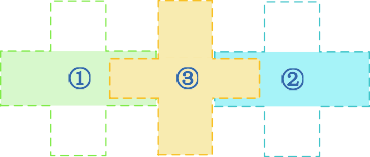 ① ③ ②